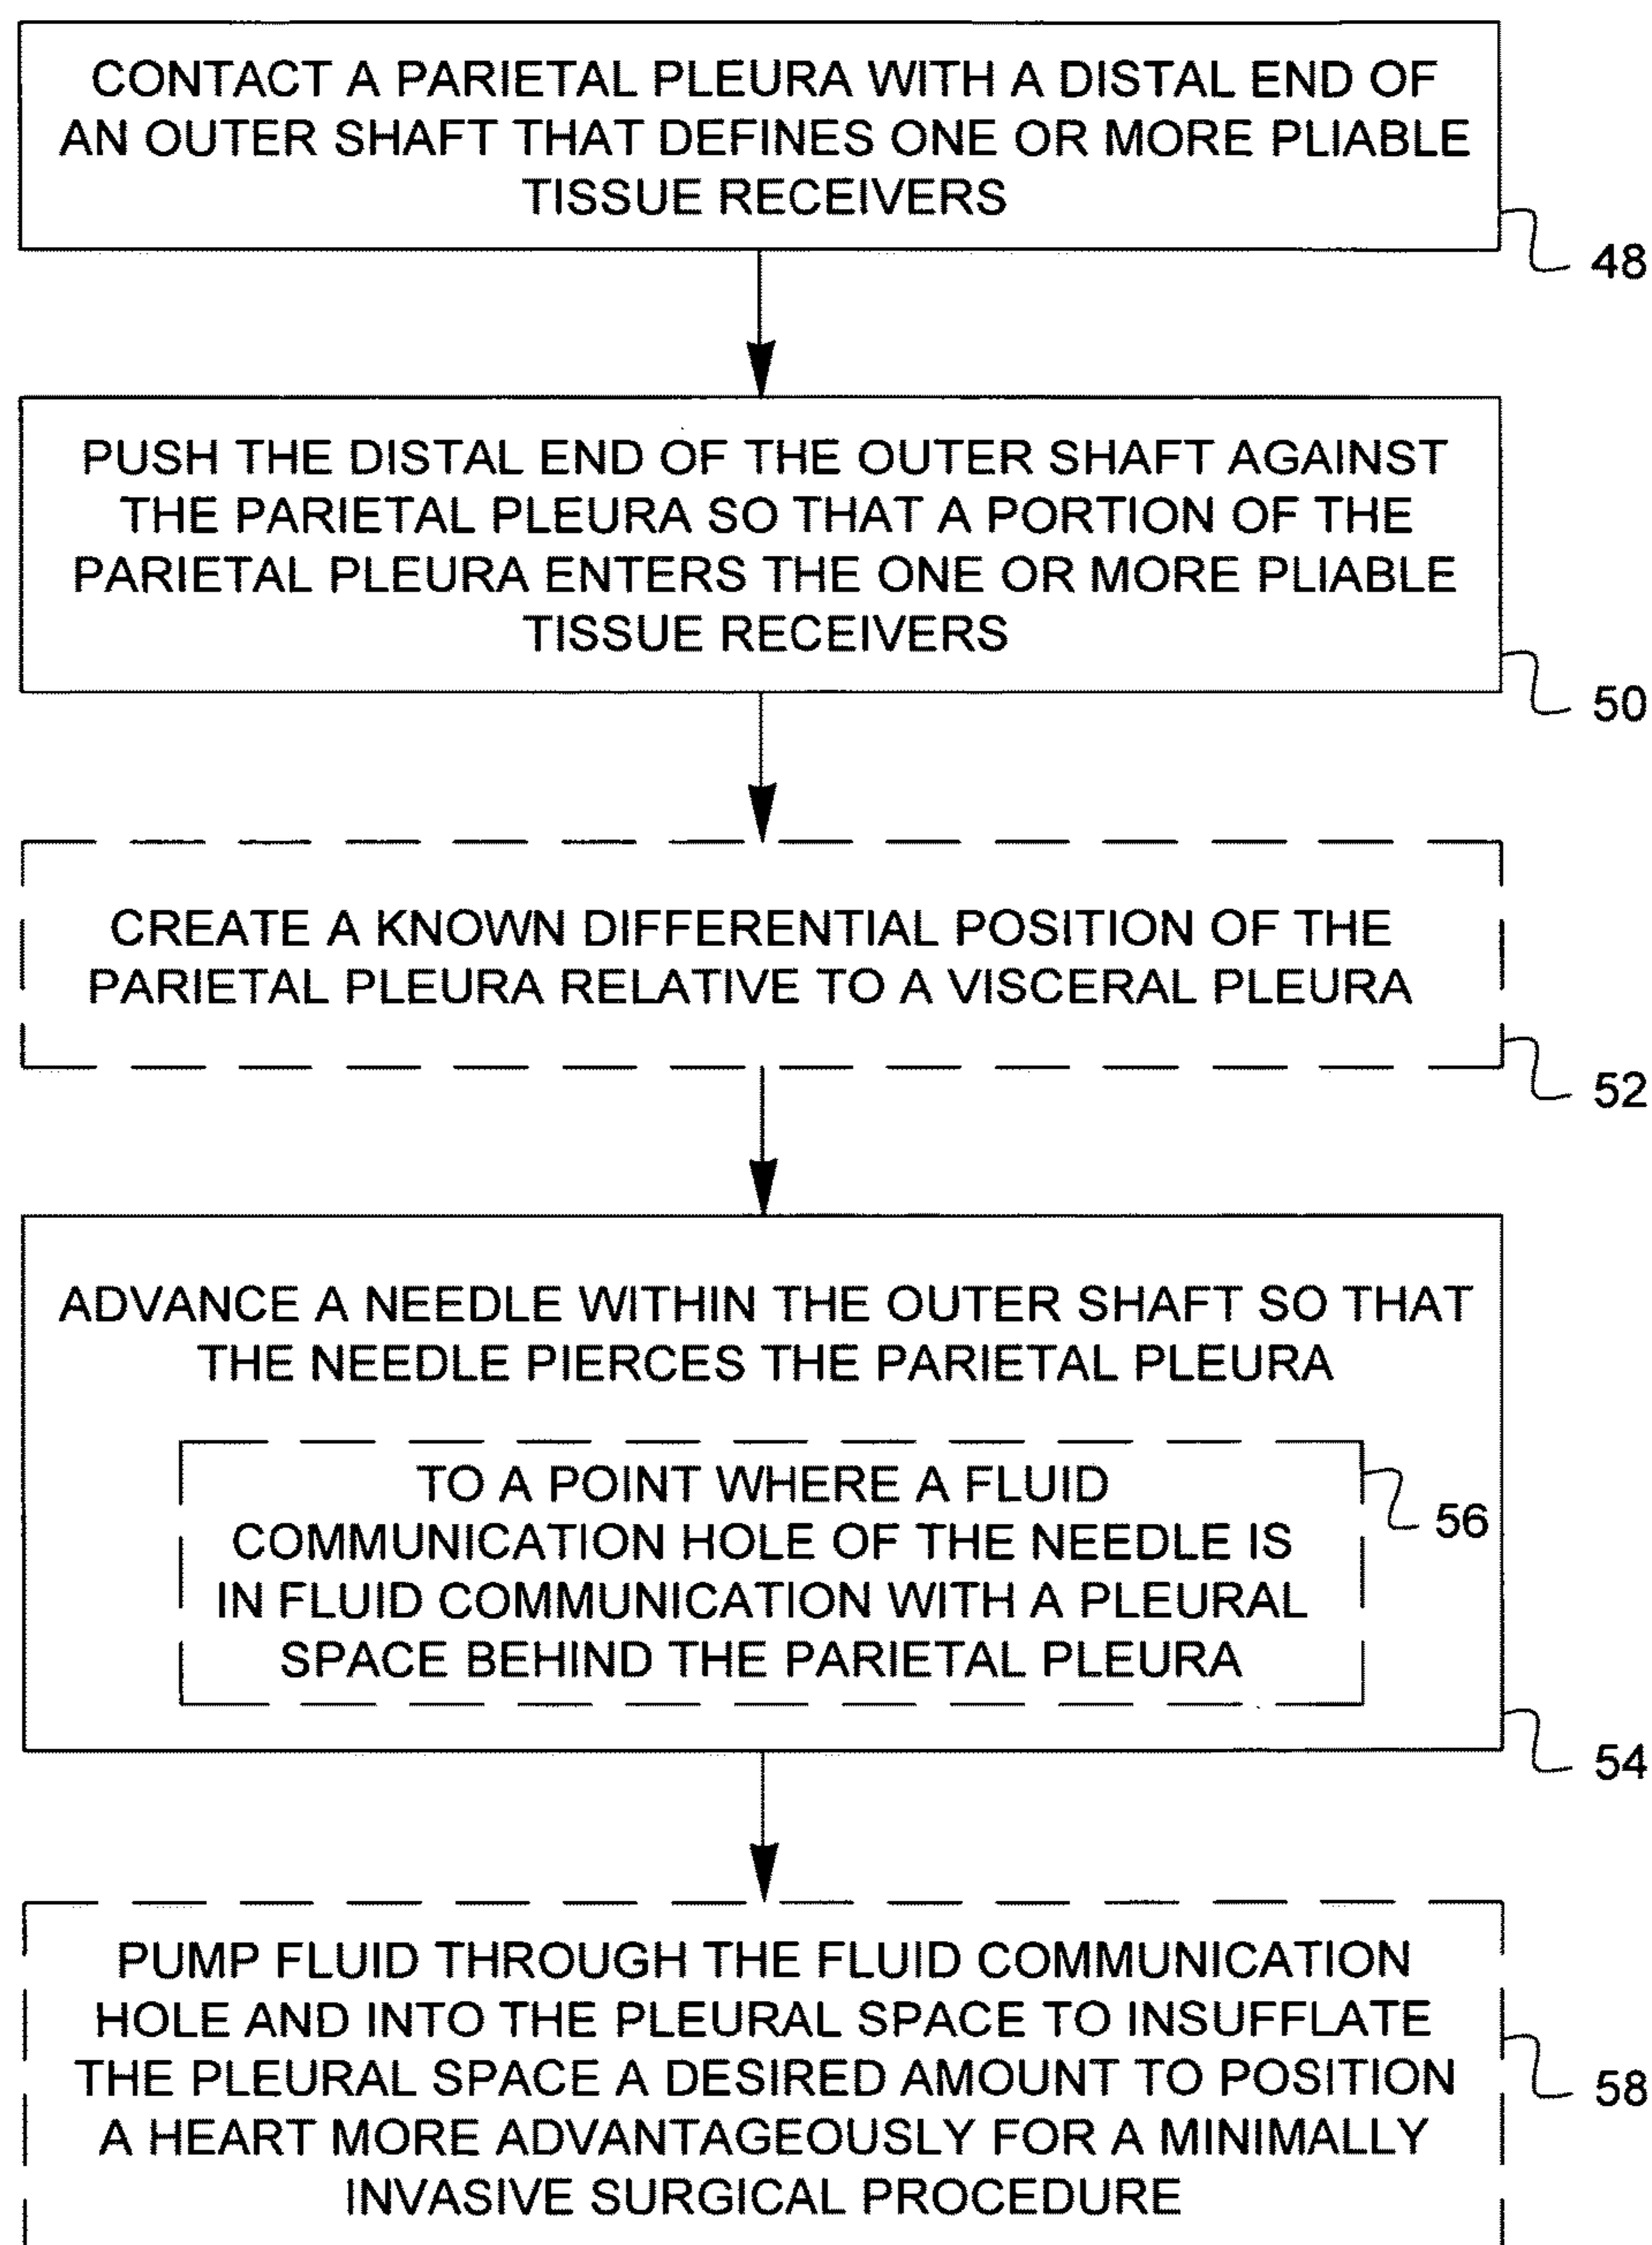 CONTACT A PARIETAL PLEURA WITH A DISTAL END OF
AN OUTER SHAFT THAT DEFINES ONE OR MORE PLIABLE
TISSUE RECEIVERS
48
PUSH THE DISTAL END OF THE OUTER SHAFT AGAINST
THE PARIETAL PLEURA SO THAT A PORTION OF THE
PARIETAL PLEURA ENTERS THE ONE OR MORE PLIABLE
TISSUE RECEIVERS
50
CREATE A KNOWN DIFFERENTIAL POSITION OF THE
PARIETAL PLEURA RELATIVE TO A VISCERAL PLEURA
52
ADVANCE A NEEDLE WITHIN THE OUTER SHAFT SO THAT
THE NEEDLE PIERCES THE PARIETAL PLEURA
TO A POINT WHERE A FLUID
COMMUNICATION HOLE OF THE NEEDLE IS
IN FLUID COMMUNICATION WITH A PLEURAL
SPACE BEHIND THE PARIETAL PLEURA
56
54
PUMP FLUID THROUGH THE FLUID COMMUNICATION
HOLE AND INTO THE PLEURAL SPACE TO INSUFFLATE
THE PLEURAL SPACE A DESIRED AMOUNT TO POSITION
A HEART MORE ADVANTAGEOUSLY FOR A MINIMALLY
INVASIVE SURGICAL PROCEDURE
58